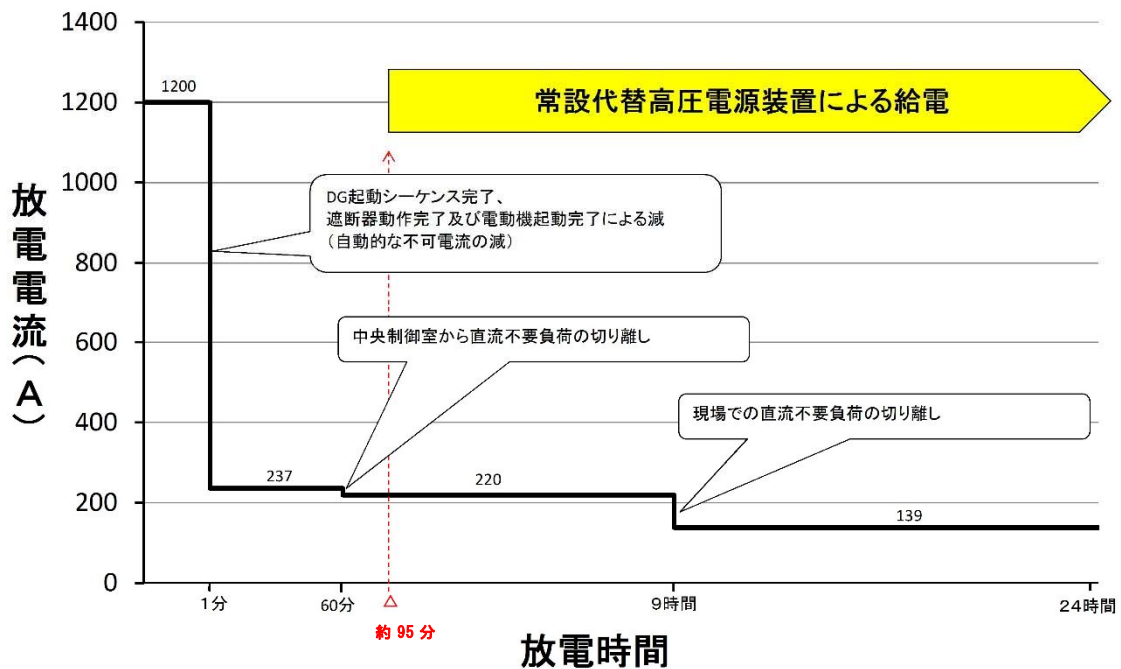 1400
1200
1000
800
600
400
200
0
放電電流(A)
1200
常設代替高圧電源装置による給電
DG起動シーケンス完了、
遮断器動作完了及び電動機起動完了による減
(自動的な不可電流の減)
中央制御室から直流不要負荷の切り離し
現場での直流不要負荷の切り離し
237
220
139
1分
60分
9時間
24時間
△
約 95 分
放電時間